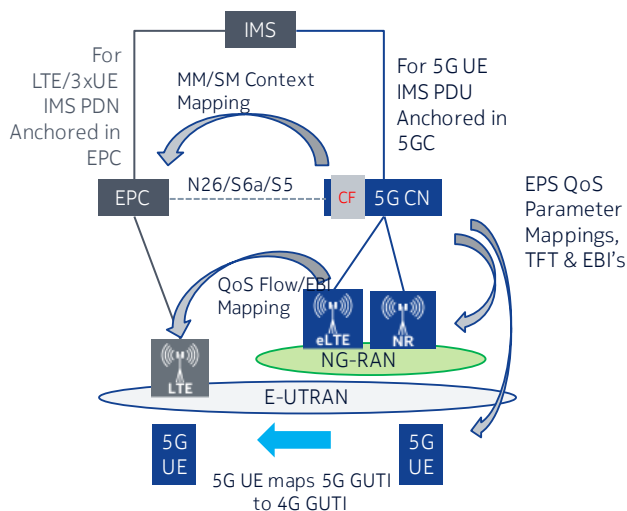 IMS
For
LTE/3xUE
IMS PDN
Anchored in
EPC
MM/SM Context
Mapping
For 5G UE
IMS PDU
Anchored in
5GC
EPC
N26/S6a/S5
CF
5G CN
EPS QoS
Parameter
Mappings,
TFT & EBI's
QoS Flow/EBI
Mapping
eLTE
NR
NG-RAN
LTE
E-UTRAN
5G
UE
5G
UE
5G UE maps 5G GUTI
to 4G GUTI